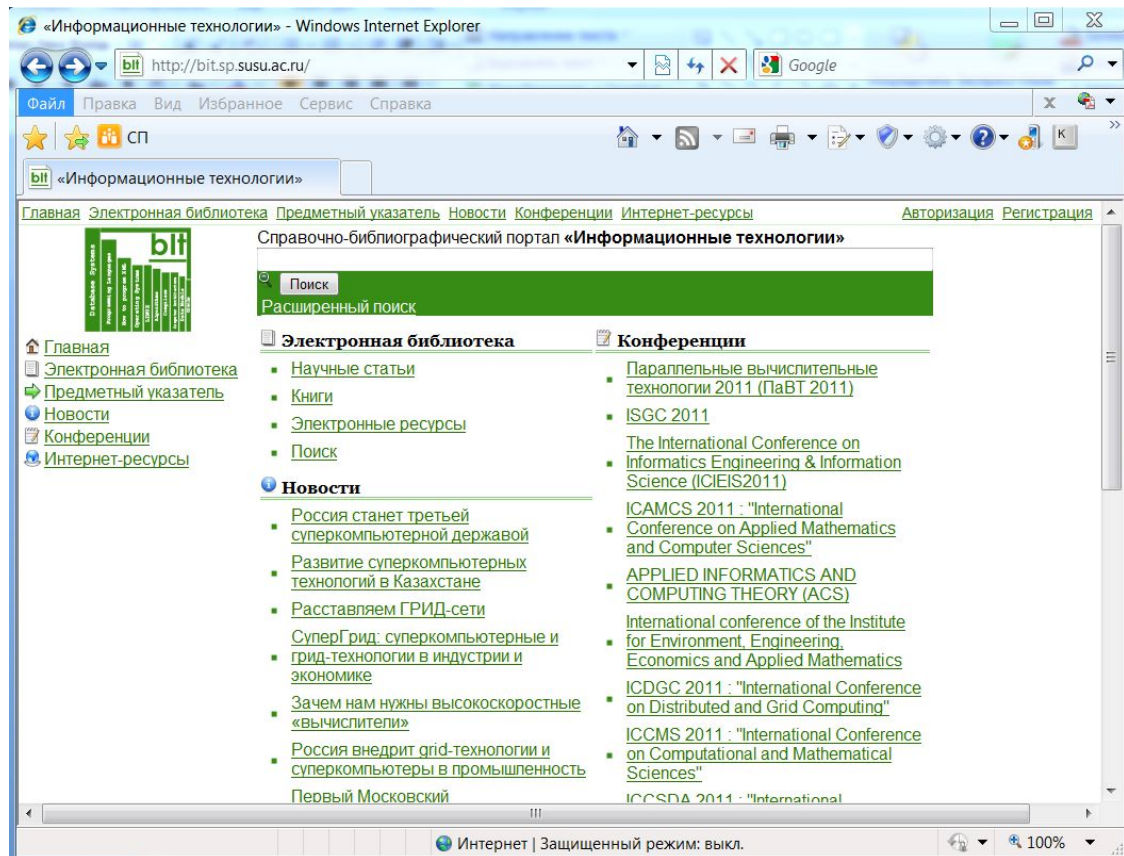 «Информационные технологии» - Windows Internet Explorer
bit http://bit.sp.susu.ac.ru/
Google
Файл Правка Вид Избранное Сервис Справка
СП
bit «Информационные технологии»
Главная Электронная библиотека Предметный указатель Новости Конференции Интернет-ресурсы Авторизация Регистрация
bit
Database Systems
Справочно-библиографический портал «Информационные технологии»
Поиск
Расширенный поиск
Главная
Электронная библиотека
Предметный указатель
Новости
Конференции
Интернет-ресурсы
Электронная библиотека
Научные статьи
Книги
Электронные ресурсы
Поиск
Новости
Россия станет третьей
суперкомпьютерной державой
Развитие суперкомпьютерных
технологий в Казахстане
Расставляем ГРИД-сети
СуперГрид: суперкомпьютерные и
грид-технологии в индустрии и
экономике
Зачем нам нужны высокоскоростные
«вычислители»
Россия внедрит grid-технологии и
суперкомпьютеры в промышленность
Первый Московский
Конференции
Параллельные вычислительные
технологии 2011 (ПаВТ 2011)
ISGC 2011
The International Conference on
Informatics Engineering & Information
Science (ICIEIS2011)
ICAMCS 2011 : "International
Conference on Applied Mathematics
and Computer Sciences"
APPLIED INFORMATICS AND
COMPUTING THEORY (ACS)
International conference of the Institute
for Environment, Engineering,
Economics and Applied Mathematics
ICDGC 2011 : "International Conference
on Distributed and Grid Computing"
ICCMS 2011 : "International Conference
on Computational and Mathematical
Sciences"
ICCSDA 2011 : "International
Интернет | Защищенный режим: выкл.
100%